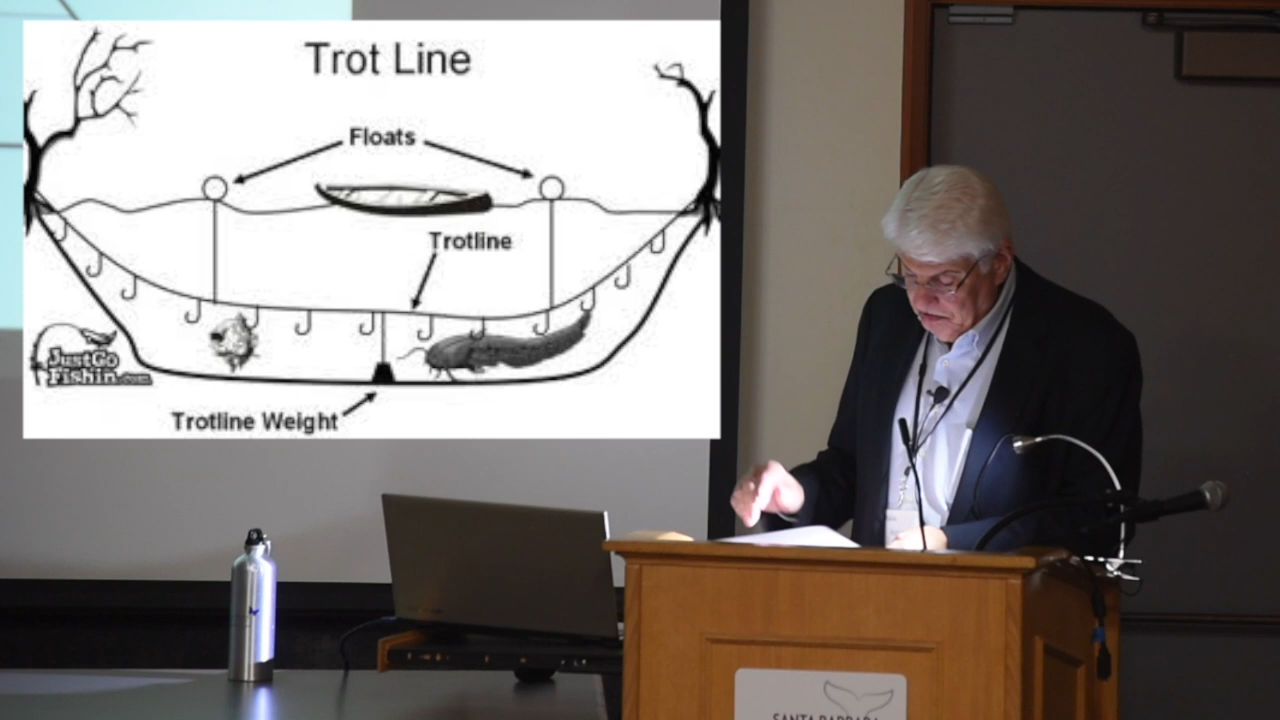 Trot Line
Floats
Trotline
JustGo
Fishin.com
Trotline Weight
SANTA BARBARA